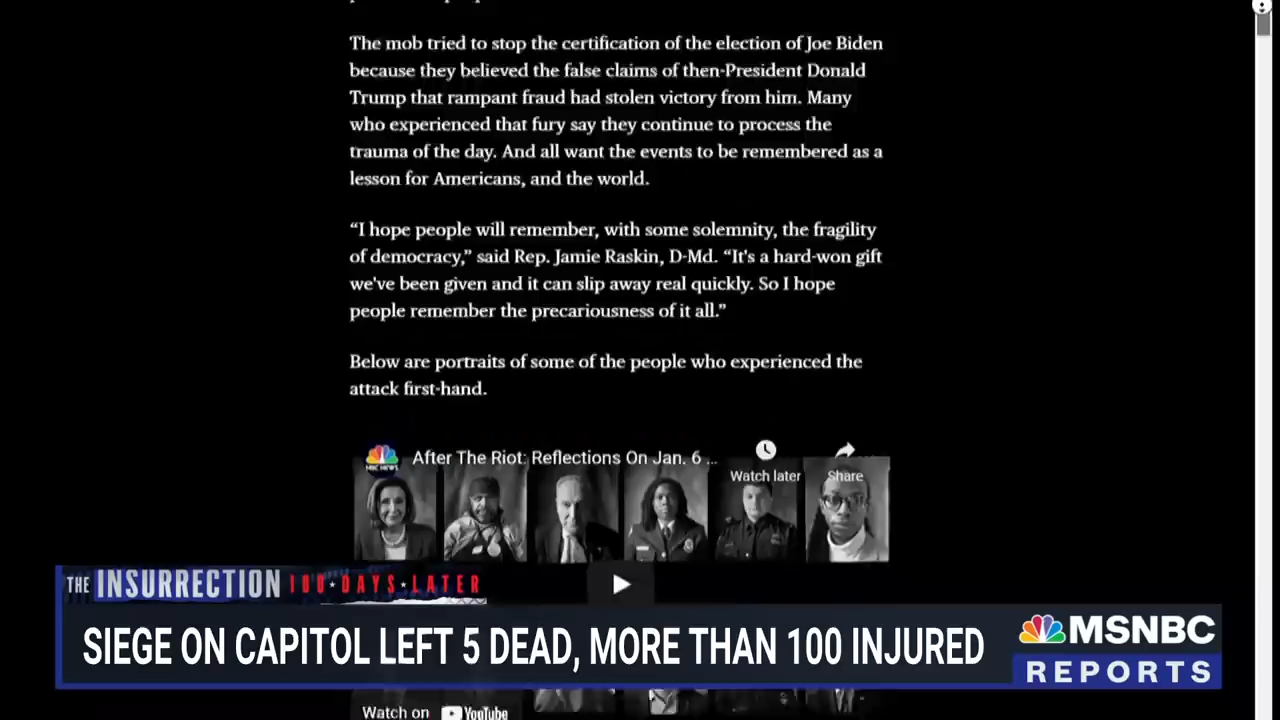 The mob tried to stop the certification of the election of Joe Biden
because they believed the false claims of then-President Donald
Trump that rampant fraud had stolen victory from him. Many
who experienced that fury say they continue to process the
trauma of the day. And all want the events to be remembered as a
lesson for Americans, and the world.
“I hope people will remember, with some solemnity, the fragility
of democracy,” said Rep. Jamie Raskin, D-Md. “It's a hard-won gift
we've been given and it can slip away real quickly. So I hope
people remember the precariousness of it all.”
Below are portraits of some of the people who experienced the
attack first-hand.
NBC NEWS
After The Riot: Reflections On Jan. 6 ...
Watch later
Share
THE INSURRECTION 100 DAYS LATER
SIEGE ON CAPITOL LEFT 5 DEAD, MORE THAN 100 INJURED
MSNBC
REPORTS
Watch on YouTube